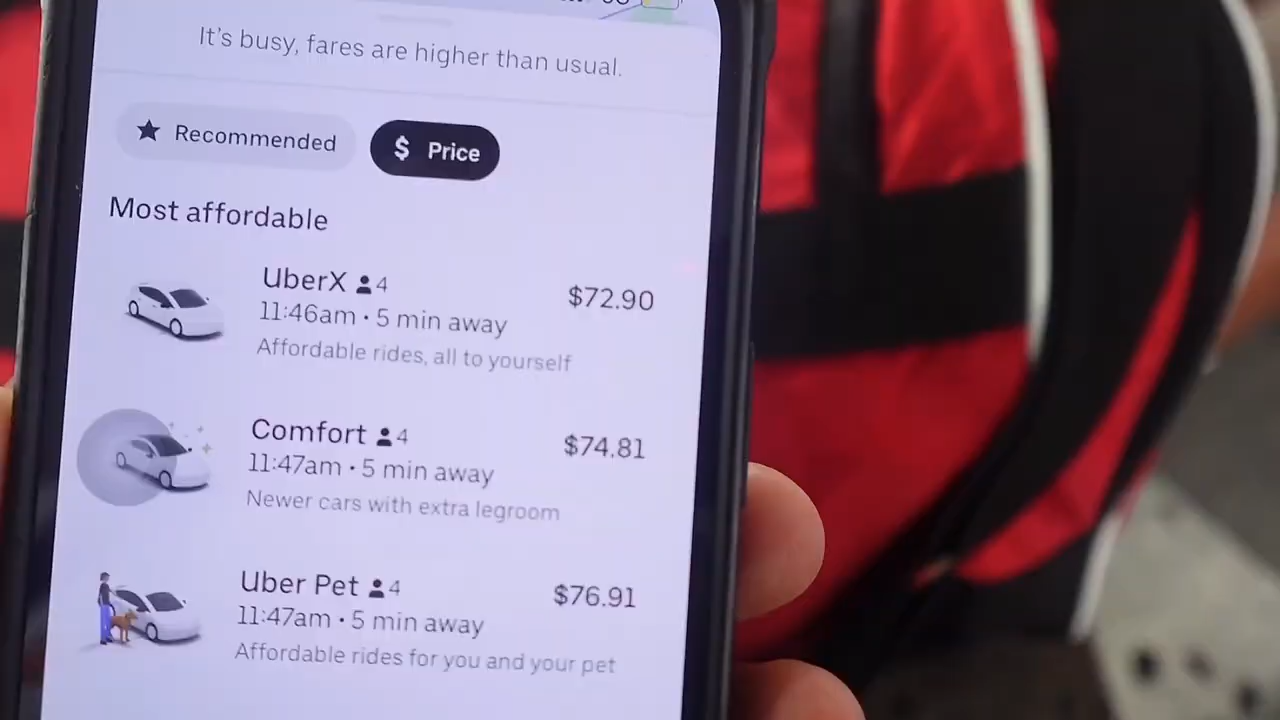 It's busy, fares are higher than usual.
Recommended
$ Price
Most affordable
UberX 4
$72.90
11:46am • 5 min away
Affordable rides, all to yourself
Comfort 4
$74.81
11:47am • 5 min away
Newer cars with extra legroom
Uber Pet 4
$76.91
11:47am • 5 min away
Affordable rides for you and your pet